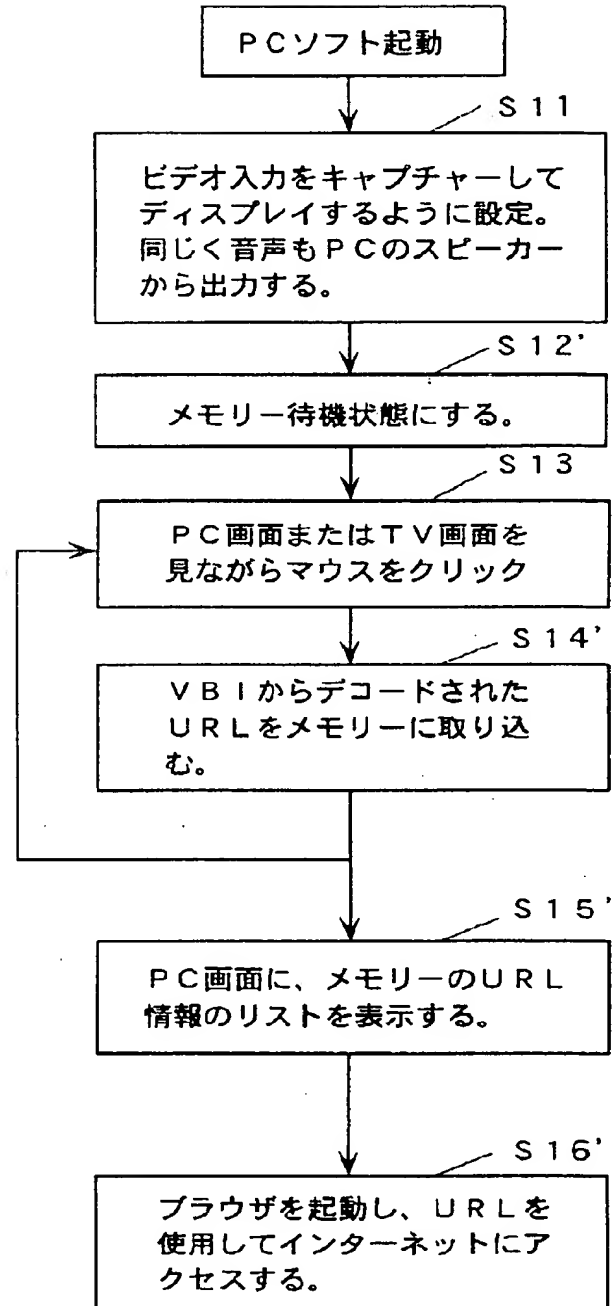 PCソフト起動
S11
ビデオ入力をキャプチャーして
ディスプレイするように設定。
同じく音声もPCのスピーカー
から出力する。
S12'
メモリー待機状態にする。
S13
PC画面またはTV画面を
見ながらマウスをクリック
S14'
VBIからデコードされた
URLをメモリーに取り込
む。
S15'
PC画面に、メモリーのURL
情報のリストを表示する。
S16'
ブラウザを起動し、URLを
使用してインターネットにア
クセスする。